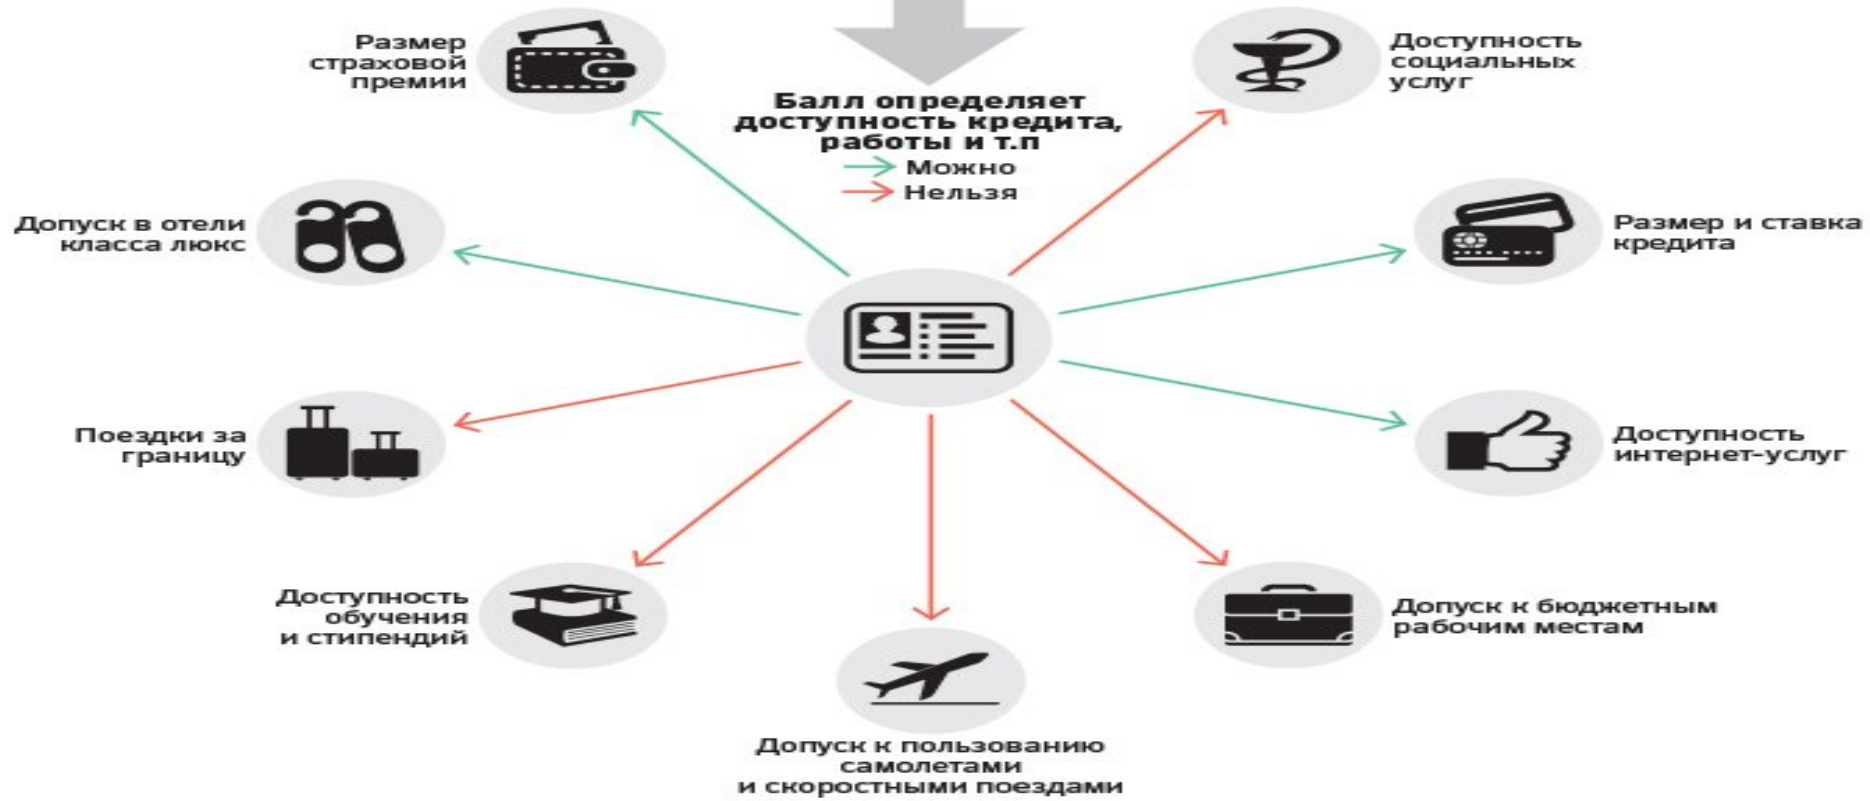 Размер
страховой
премии
Балл определяет
доступность кредита,
работы и т.п
Можно
Нельзя
Доступность
социальных
услуг
Допуск в отели
класса люкс
Размер и ставка
кредита
Поездки за
границу
Доступность
интернет-услуг
Доступность
обучения
и стипендий
Допуск к бюджетным
рабочим местам
Допуск к пользованию
самолетами
и скоростными поездами